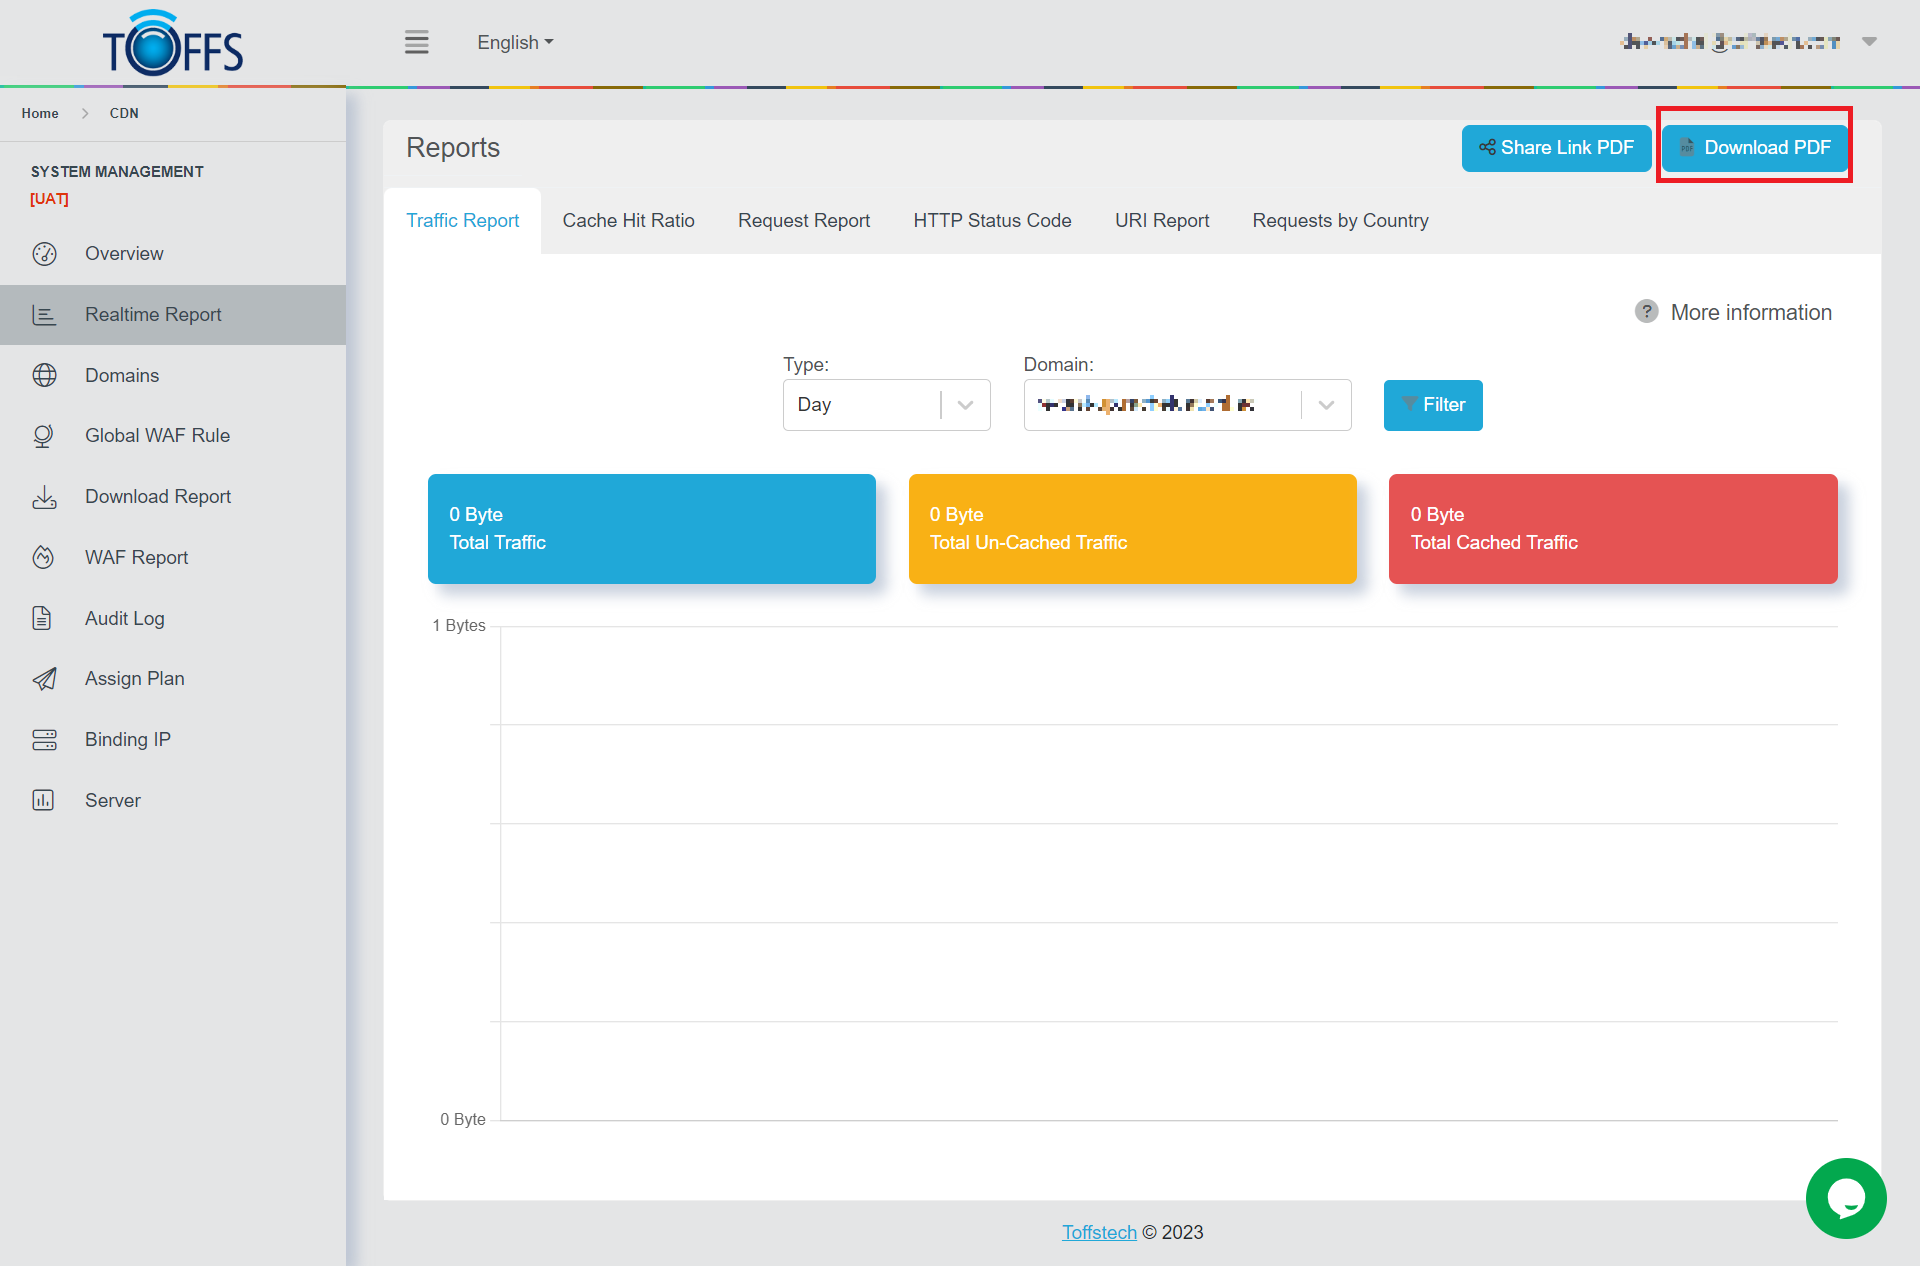 TOFFS
English
Home > CDN
SYSTEM MANAGEMENT
[UAT]
Overview
Realtime Report
Domains
Global WAF Rule
Download Report
WAF Report
Audit Log
Assign Plan
Binding IP
Server
Reports
Share Link PDF
PDF Download PDF
Traffic Report Cache Hit Ratio Request Report HTTP Status Code URI Report Requests by Country
? More information
Type: Domain:
Day
Filter
0 Byte
Total Traffic
0 Byte
Total Un-Cached Traffic
0 Byte
Total Cached Traffic
1 Bytes
0 Byte
Toffstech © 2023